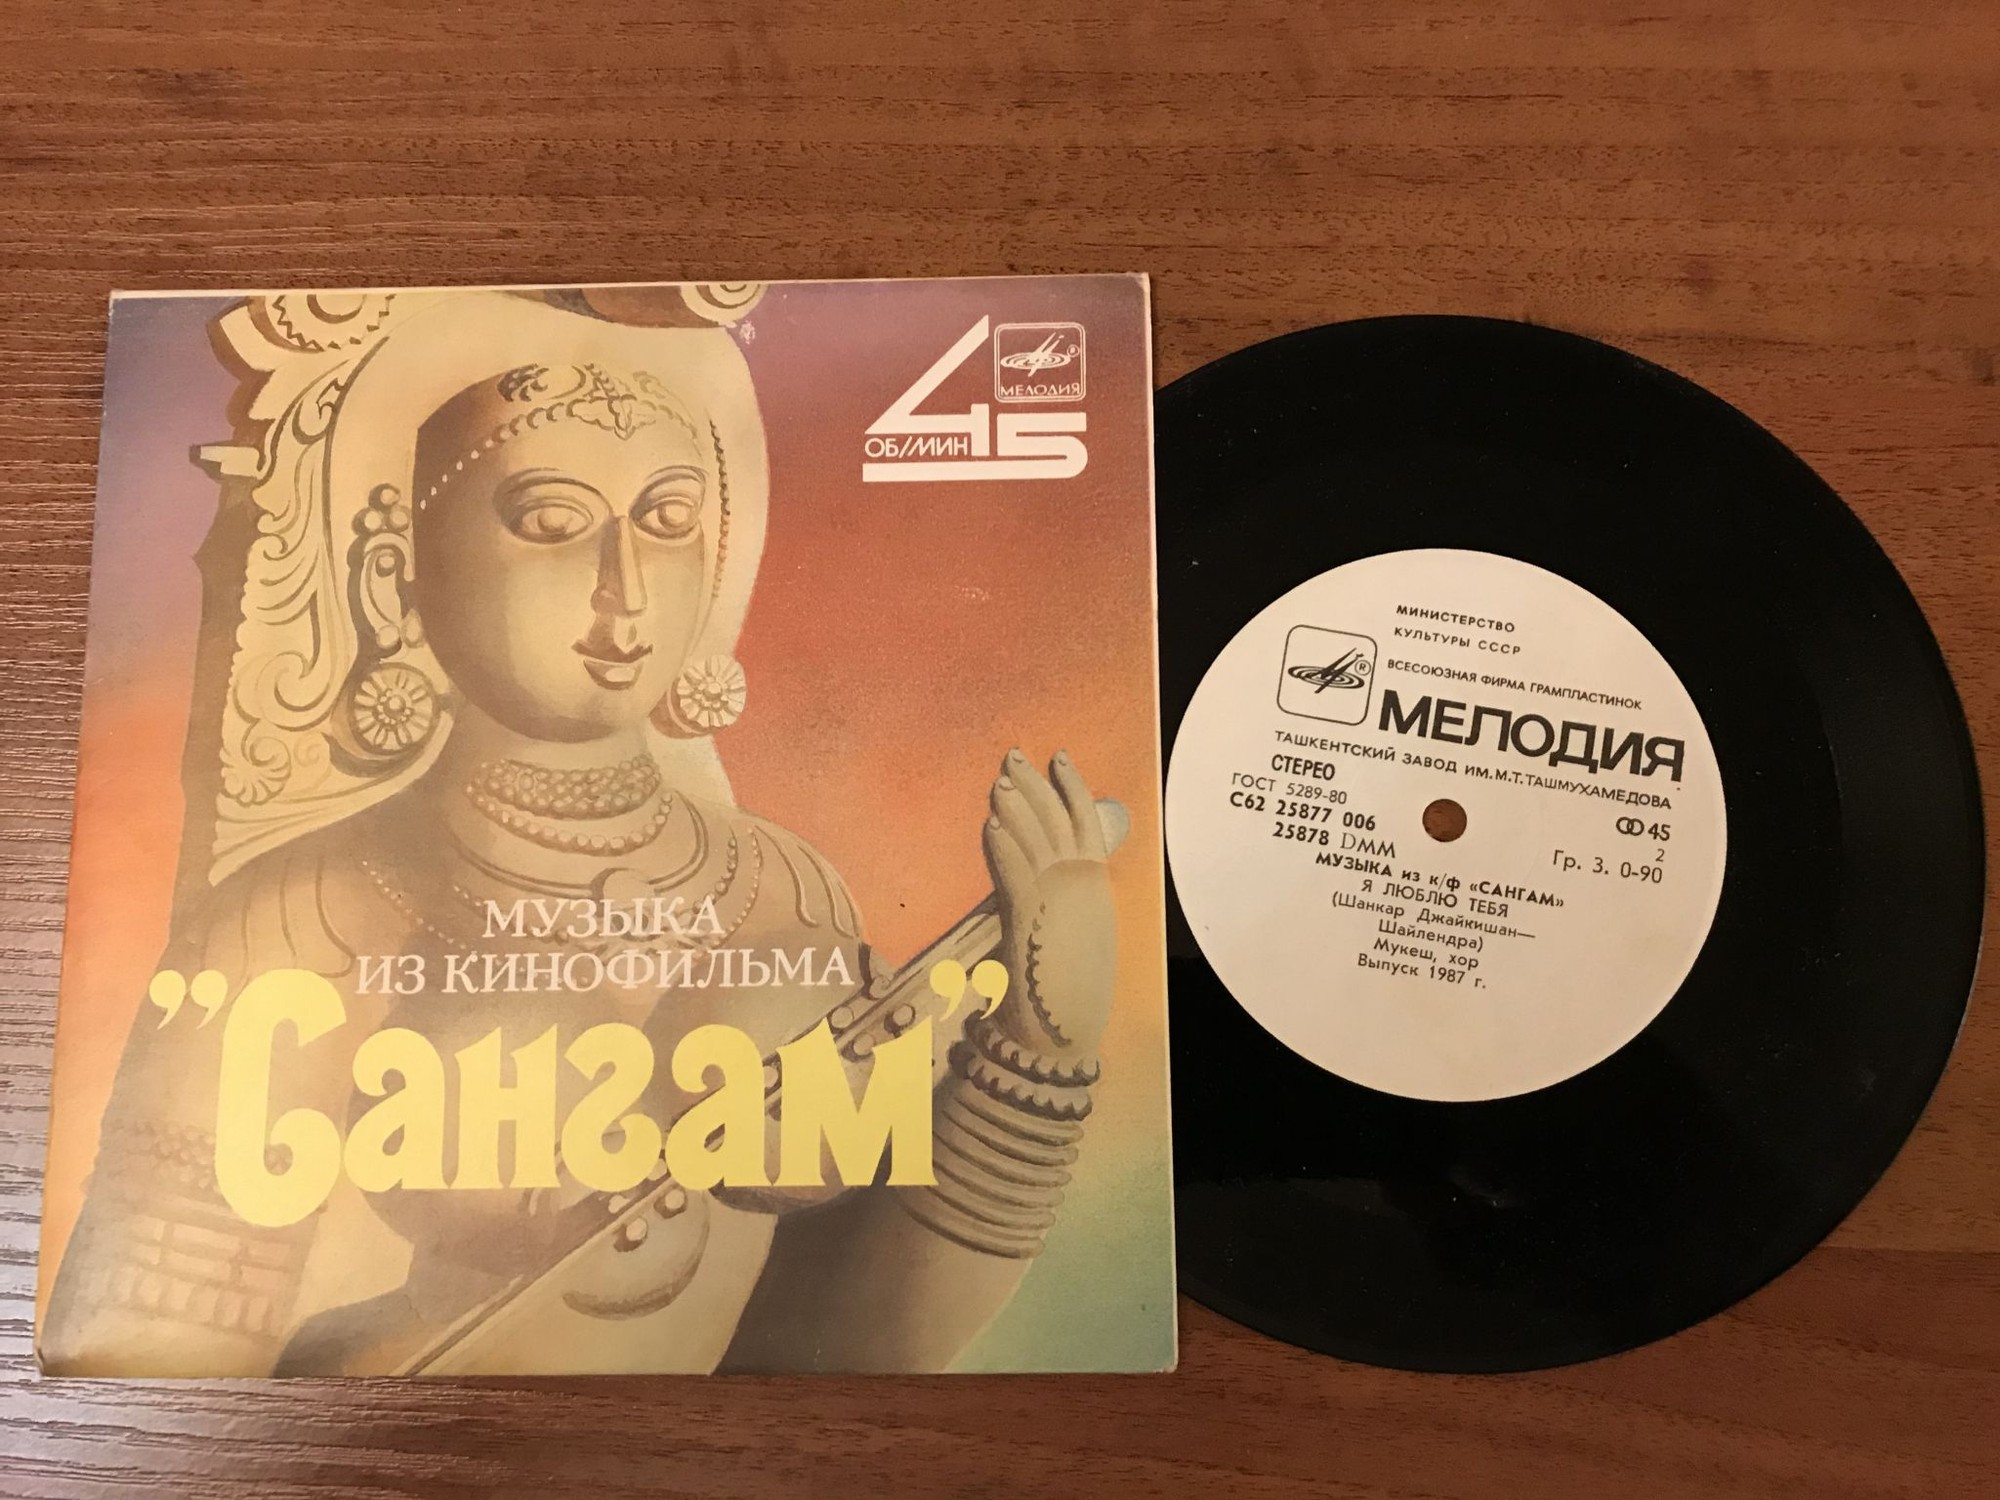 МЕЛОДИЯ
45
ОБ/МИН
МУЗЫКА
ИЗ КИНОФИЛЬМА
"Сангам"
МИНИСТЕРСТВО
КУЛЬТУРЫ СССР
ВСЕСОЮЗНАЯ ФИРМА ГРАМПЛАСТИНОК
МЕЛОДИЯ
ТАШКЕНТСКИЙ ЗАВОД ИМ.М.Т.ТАШМУХАМЕДОВА
СТЕРЕО
ГОСТ 5289-80
С62 25877 006
25878 DMM
45
2
Гр. 3. 0-90
МУЗЫКА из к/ф «САНГАМ»
Я ЛЮБЛЮ ТЕБЯ
(Шанкар Джайкишан—
Шайлендра)
Мукеш, хор
Выпуск 1987 г.